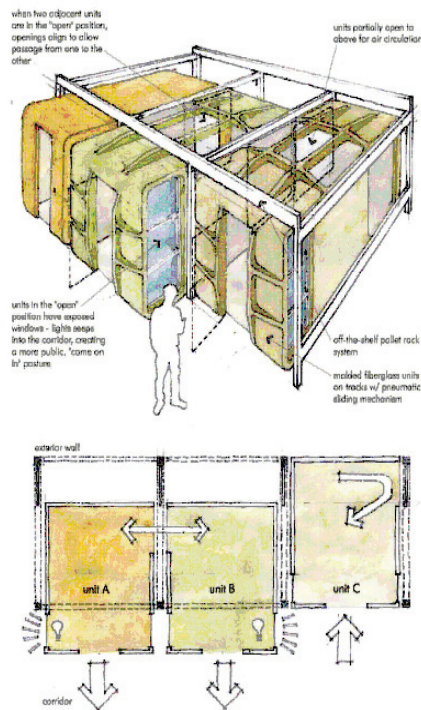 when two adjacent units
are in the "open" position,
openings align to allow
passage from one to the
other
units partially open to
above for air circulation
units in the "open"
position have exposed
windows - lights seeps
into the corridor, creating
a more public, "come on
in" posture
off-the-shelf pallet rack
system
molded fiberglass units
on tracks w/ pneumatic
sliding mechanism
exterior wall
unit A
unit B
unit C
corridor